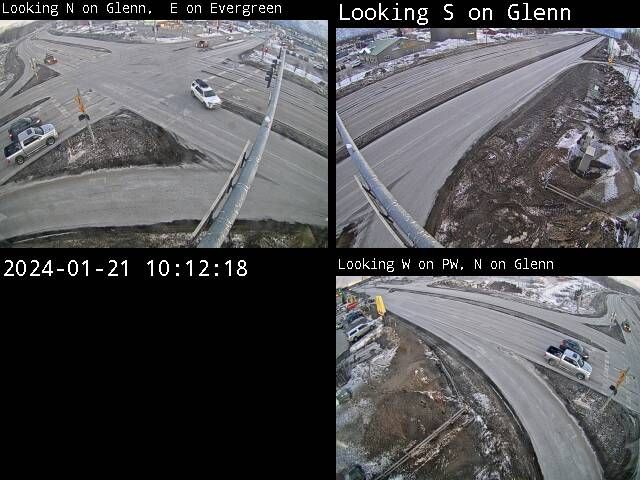 Looking N on Glenn, E on Evergreen
Looking S on Glenn
2024-01-21 10:12:18
Looking W on PW, N on Glenn